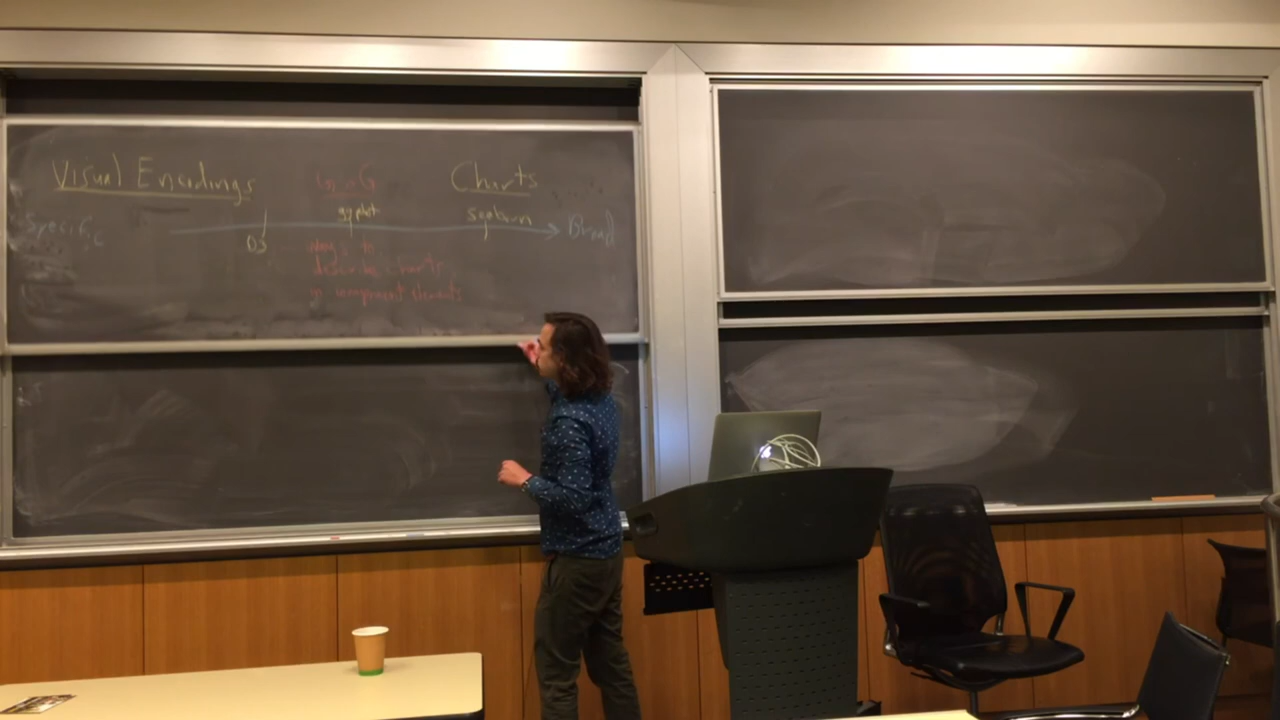 Visual Encodings GoG Charts
Specific ggplot seaborn Broad
D3
ways to
describe charts
in component elements